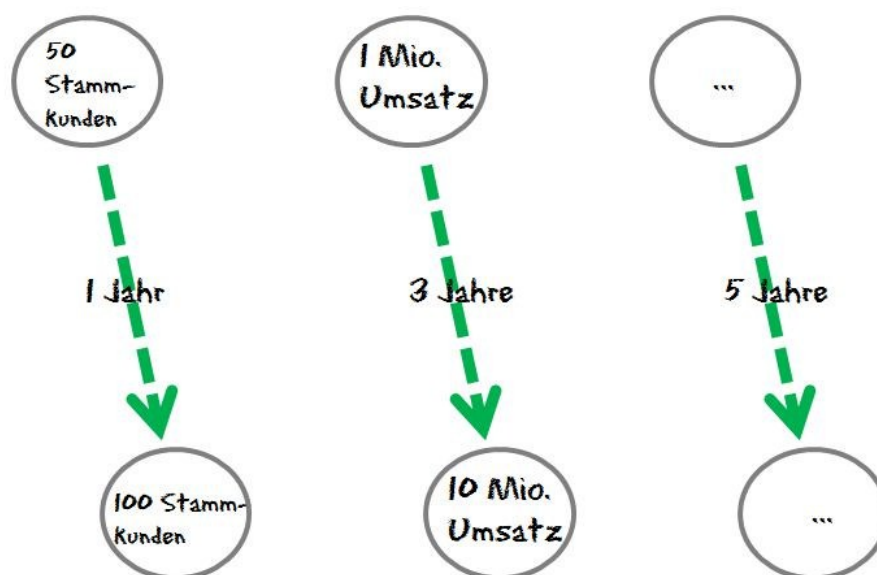 50
Stamm-
Kunden
1 Mio.
Umsatz
...
1 Jahr
3 Jahre
5 Jahre
100 Stamm-
Kunden
10 Mio.
Umsatz
...